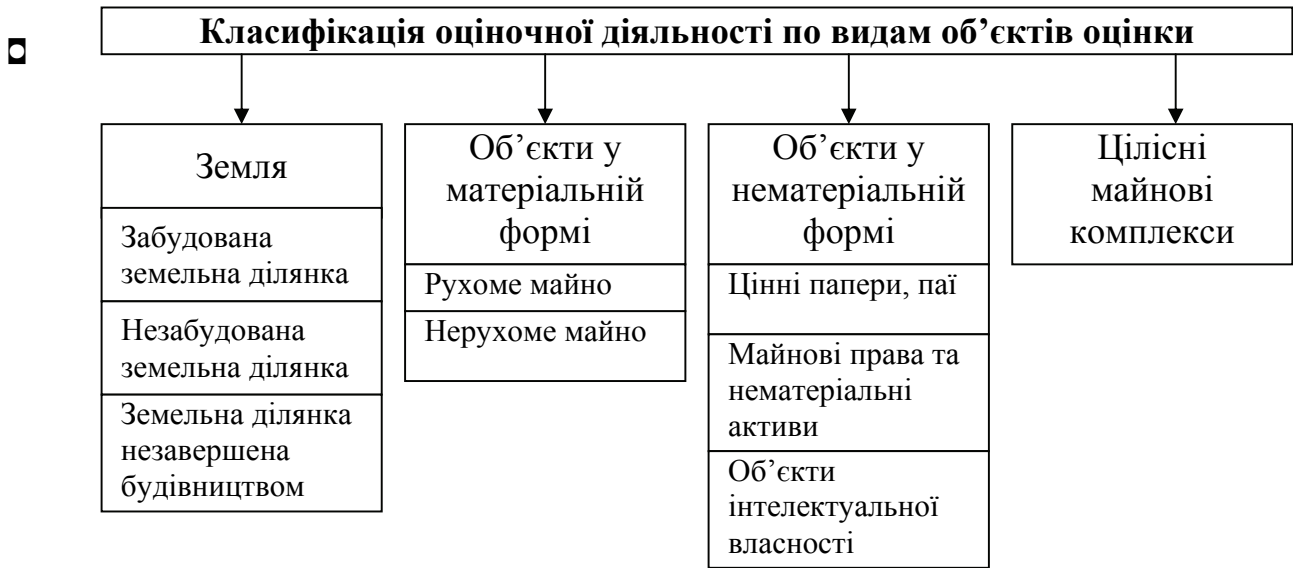 Класифікація оціночної діяльності по видам об’єктів оцінки
Земля
Забудована
земельна ділянка
Незабудована
земельна ділянка
Земельна ділянка
незавершена
будівництвом
Об’єкти у
матеріальній
формі
Рухоме майно
Нерухоме майно
Об’єкти у
нематеріальній
формі
Цінні папери, паї
Майнові права та
нематеріальні
активи
Об’єкти
інтелектуальної
власності
Цілісні
майнові
комплекси